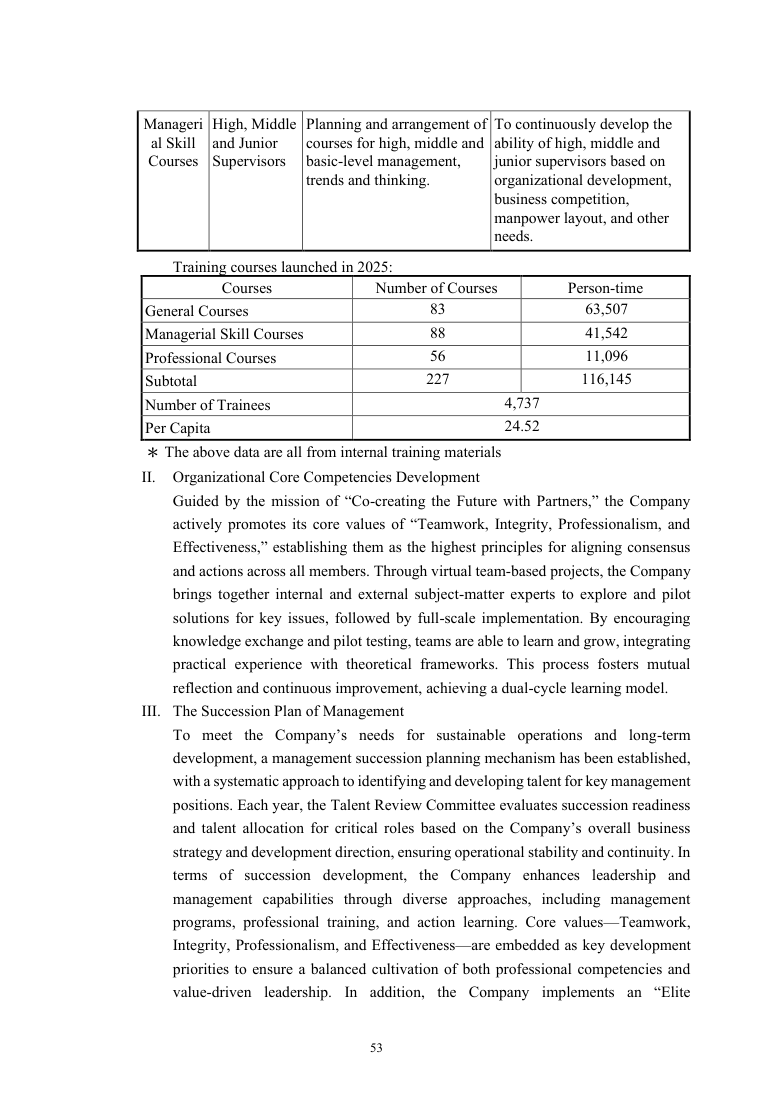 Manageri
al Skill
Courses
High, Middle
and Junior
Supervisors
Planning and arrangement of
courses for high, middle and
basic-level management,
trends and thinking.
To continuously develop the
ability of high, middle and
junior supervisors based on
organizational development,
business competition,
manpower layout, and other
needs.
Training courses launched in 2025:
Courses Number of Courses Person-time
General Courses 83 63,507
Managerial Skill Courses 88 41,542
Professional Courses 56 11,096
Subtotal 227 116,145
Number of Trainees 4,737
Per Capita 24.52
＊ The above data are all from internal training materials
II. Organizational Core Competencies Development
Guided by the mission of “Co-creating the Future with Partners,” the Company
actively promotes its core values of “Teamwork, Integrity, Professionalism, and
Effectiveness,” establishing them as the highest principles for aligning consensus
and actions across all members. Through virtual team-based projects, the Company
brings together internal and external subject-matter experts to explore and pilot
solutions for key issues, followed by full-scale implementation. By encouraging
knowledge exchange and pilot testing, teams are able to learn and grow, integrating
practical experience with theoretical frameworks. This process fosters mutual
reflection and continuous improvement, achieving a dual-cycle learning model.
III. The Succession Plan of Management
To meet the Company’s needs for sustainable operations and long-term
development, a management succession planning mechanism has been established,
with a systematic approach to identifying and developing talent for key management
positions. Each year, the Talent Review Committee evaluates succession readiness
and talent allocation for critical roles based on the Company’s overall business
strategy and development direction, ensuring operational stability and continuity. In
terms of succession development, the Company enhances leadership and
management capabilities through diverse approaches, including management
programs, professional training, and action learning. Core values—Teamwork,
Integrity, Professionalism, and Effectiveness—are embedded as key development
priorities to ensure a balanced cultivation of both professional competencies and
value-driven leadership. In addition, the Company implements an “Elite
53